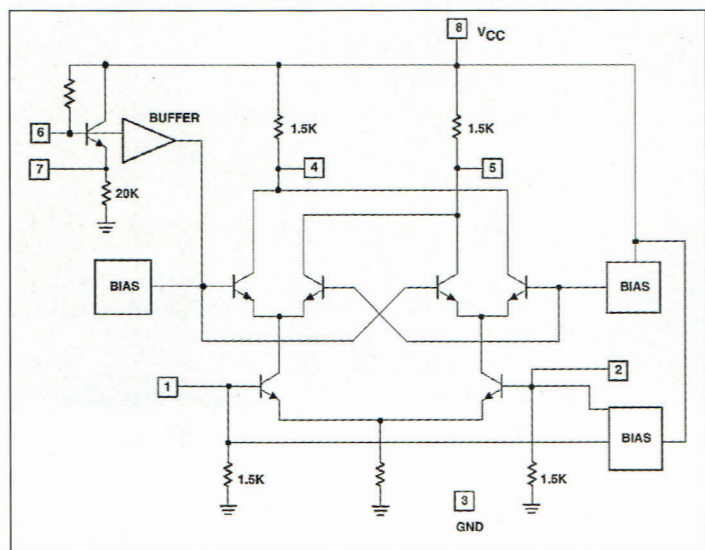 8 VCC
BUFFER
6
1.5K
1.5K
7
4
5
20K
BIAS
BIAS
1
2
BIAS
1.5K
3
1.5K
GND